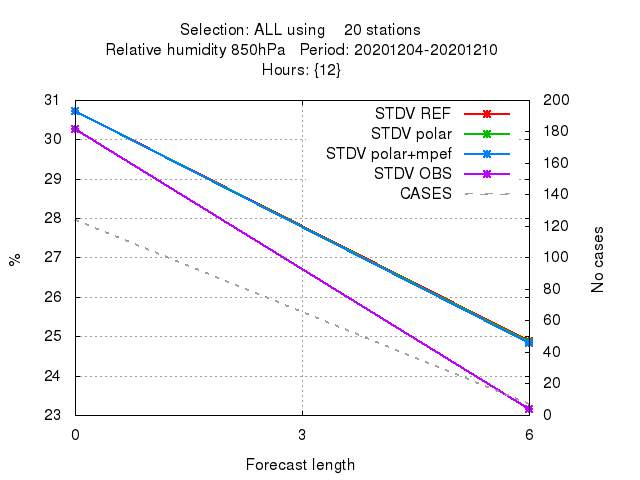 Selection: ALL using 20 stations
Relative humidity 850hPa Period: 20201204-20201210
Hours: {12}
31
30
29
28
27
26
25
24
23
200
180
160
140
120
100
80
60
40
20
0
STDV REF
STDV polar
STDV polar+mpef
STDV OBS
CASES
%
No cases
0
3
6
Forecast length